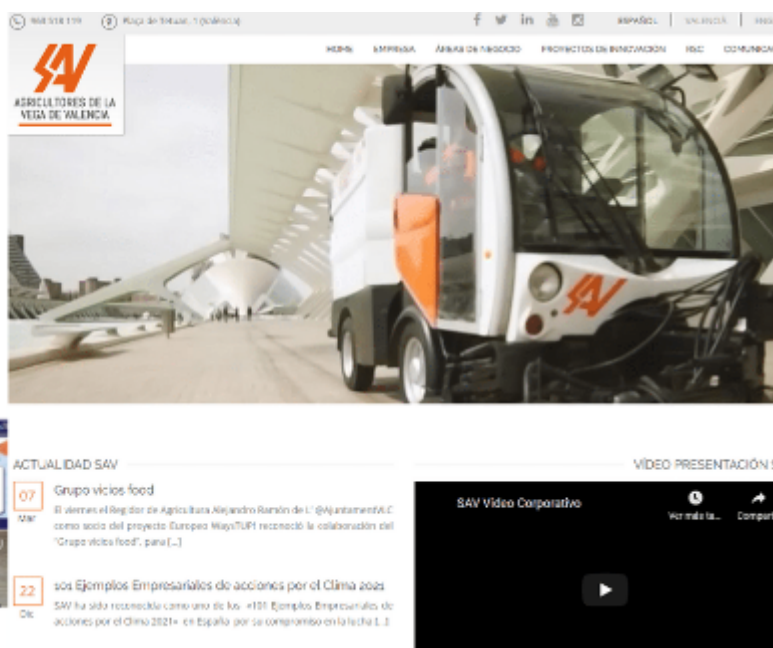 Plaça de Tetuan, 1 (València)
ESPAÑOL
VALENCIÀ
SAV
AGRICULTORES DE LA
VEGA DE VALENCIA
HOME EMPRESA ÁREAS DE NEGOCIO PROYECTOS DE INNOVACIÓN RSC COMUNICA
SAV
ACTUALIDAD SAV
07
Mar
Grupo vicios food
El viernes el Regidor de Agricultura Alejandro Ramón de L' @AjuntamentVLC
como socio del proyecto Europeo WaysTUP! reconoció la colaboración del
"Grupo vicios food", para [...]
22
Dic
101 Ejemplos Empresariales de acciones por el Clima 2021
SAV ha sido reconocida como uno de los «101 Ejemplos Empresariales de
acciones por el Clima 2021» en España por su compromiso en la lucha [...]
VÍDEO PRESENTACIÓN S
SAV Video Corporativo
Ver más ta...
Compart